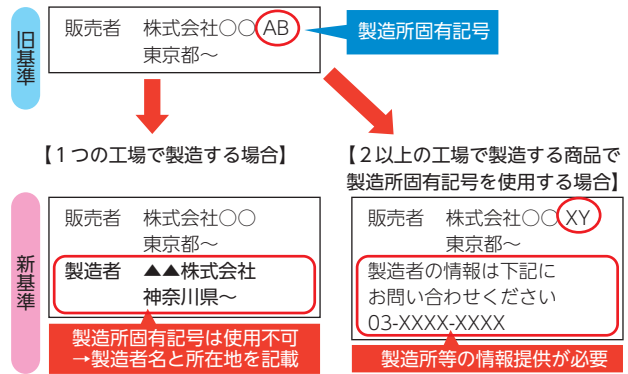 旧基準
販売者 株式会社○○AB
東京都～
製造所固有記号
【1つの工場で製造する場合】
【2以上の工場で製造する商品で
製造所固有記号を使用する場合】
新基準
販売者 株式会社○○
東京都～
製造者 ▲▲株式会社
神奈川県～
製造所固有記号は使用不可
→製造者名と所在地を記載
販売者 株式会社○○XY
東京都～
製造者の情報は下記に
お問い合わせください
03-XXXX-XXXX
製造所等の情報提供が必要